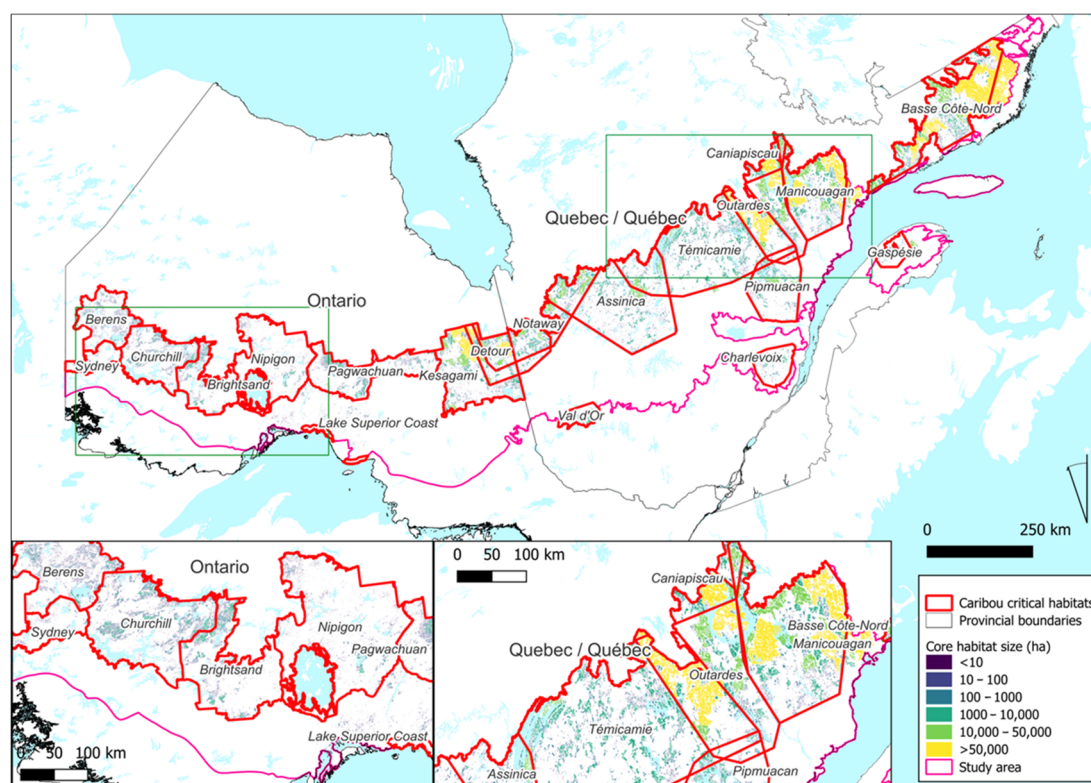 Basse Côte-Nord
Caniapiscau
Manicouagan
Outardes
Quebec / Québec
Témicamie
Gaspésie
Pipmuacan
Ontario
Assinica
Berens
Notaway
Churchill
Nipigon
Detour
Sydney
Charlevoix
Pagwachuan
Kesagami
Brightsand
Val d'Or
Lake Superior Coast
0 250 km
Ontario
Berens
Churchill
Sydney
Nipigon
Pagwachuan
Brightsand
Lake Superior Coast
0 50 100 km
0 50 100 km
Caniapiscau
Basse Côte-Nord
Quebec / Québec
Manicouagan
Outardes
Témicamie
Assinica
Pipmuacan
Caribou critical habitats
Provincial boundaries
Core habitat size (ha)
<10
10 – 100
100 – 1000
1000 – 10,000
10,000 – 50,000
>50,000
Study area